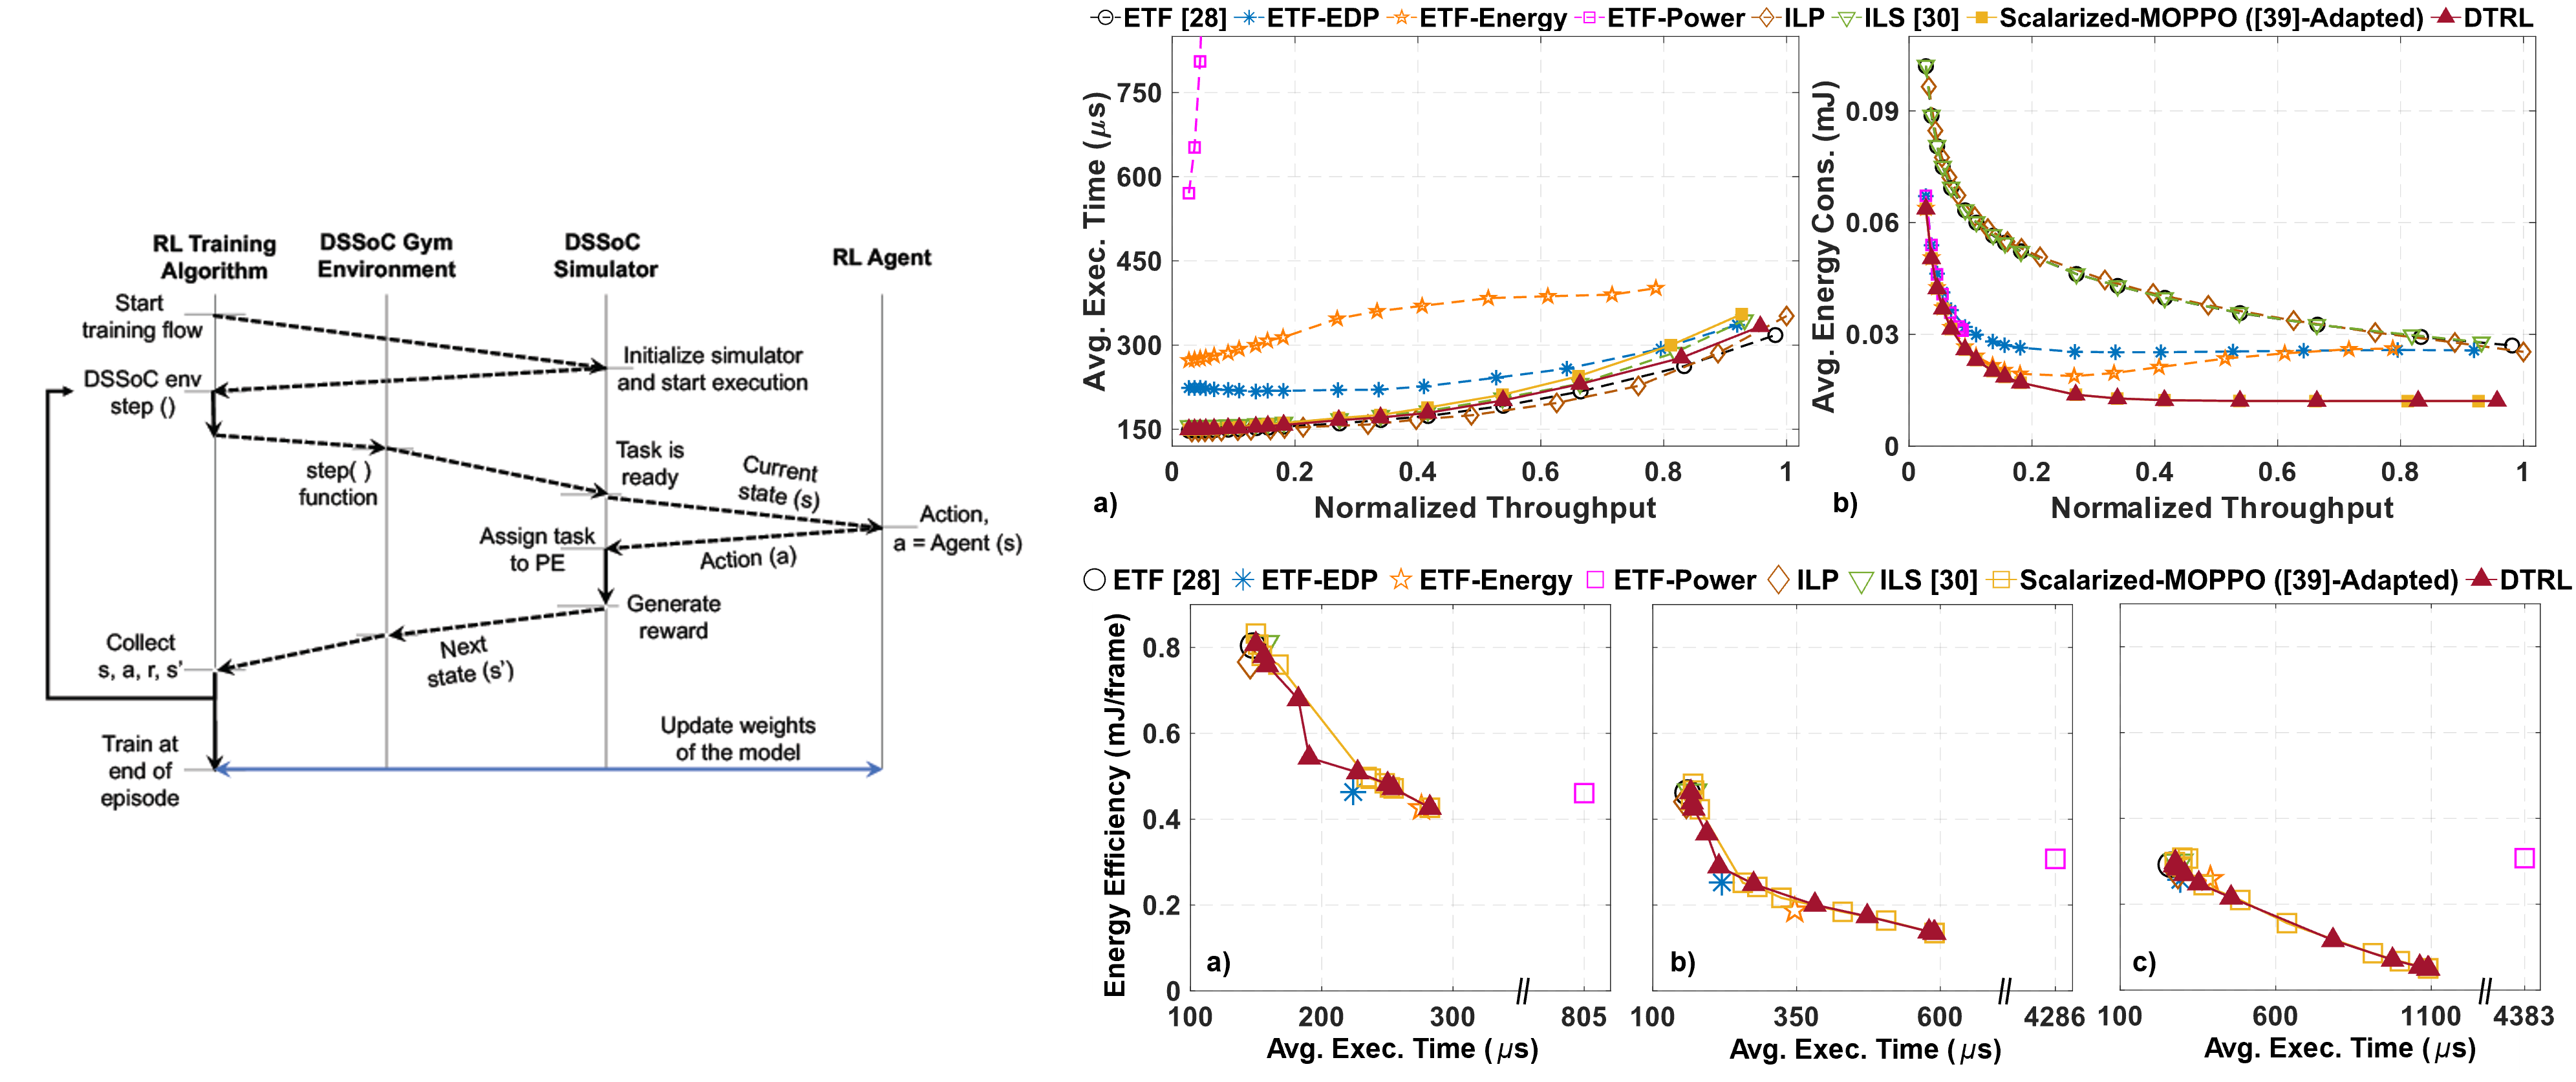 RL Training
Algorithm
DSSoC Gym
Environment
DSSoC
Simulator
RL Agent
Start
training flow
Initialize simulator
and start execution
DSSoC env
step ()
step( )
function
Task is
ready
Current
state (s)
Action,
a = Agent (s)
Assign task
to PE
Action (a)
Generate
reward
Collect
s, a, r, s'
Next
state (s')
Update weights
of the model
Train at
end of
episode
ETF [28] ETF-EDP ETF-Energy ETF-Power ILP ILS [30] Scalarized-MOPPO ([39]-Adapted) DTRL
Avg. Exec. Time (μs)
750
600
450
300
150
0 0.2 0.4 0.6 0.8 1
a) Normalized Throughput
Avg. Energy Cons. (mJ)
0.09
0.06
0.03
0
0 0.2 0.4 0.6 0.8 1
b) Normalized Throughput
ETF [28] ETF-EDP ETF-Energy ETF-Power ILP ILS [30] Scalarized-MOPPO ([39]-Adapted) DTRL
Energy Efficiency (mJ/frame)
0.8
0.6
0.4
0.2
0
a)
100 200 300 // 805
Avg. Exec. Time (μs)
b)
100 350 600 // 4286
Avg. Exec. Time (μs)
c)
100 600 1100 // 4383
Avg. Exec. Time (μs)